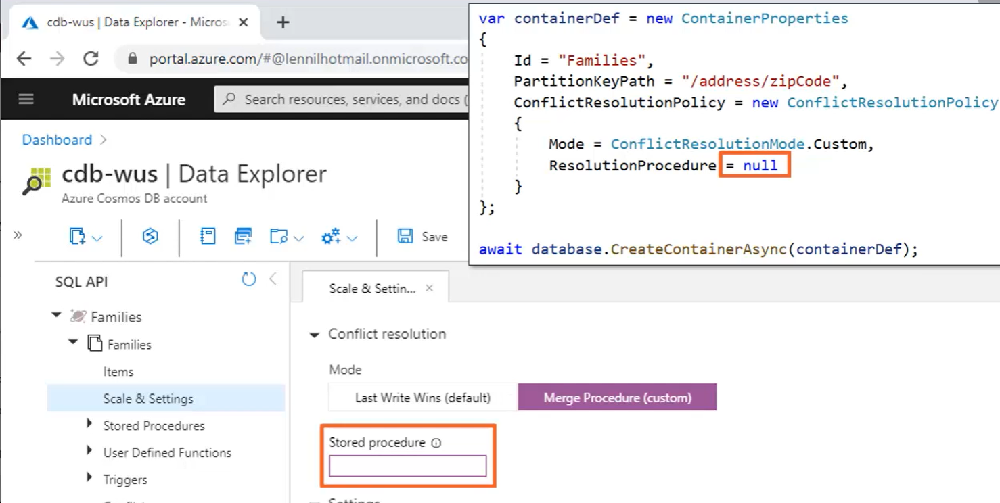 cdb-wus | Data Explorer - Micros
portal.azure.com/#@lennilhotmail.onmicrosoft.co
Microsoft Azure
Search resources, services, and docs (
Dashboard >
cdb-wus | Data Explorer
Azure Cosmos DB account
Save
SQL API
Families
Families
Items
Scale & Settings
Stored Procedures
User Defined Functions
Triggers
var containerDef = new ContainerProperties
{
Id = "Families",
PartitionKeyPath = "/address/zipCode",
ConflictResolutionPolicy = new ConflictResolutionPolicy
{
Mode = ConflictResolutionMode.Custom,
ResolutionProcedure = null
}
};
await database.CreateContainerAsync(containerDef);
Scale & Settin...
Conflict resolution
Mode
Last Write Wins (default)
Merge Procedure (custom)
Stored procedure
Settings